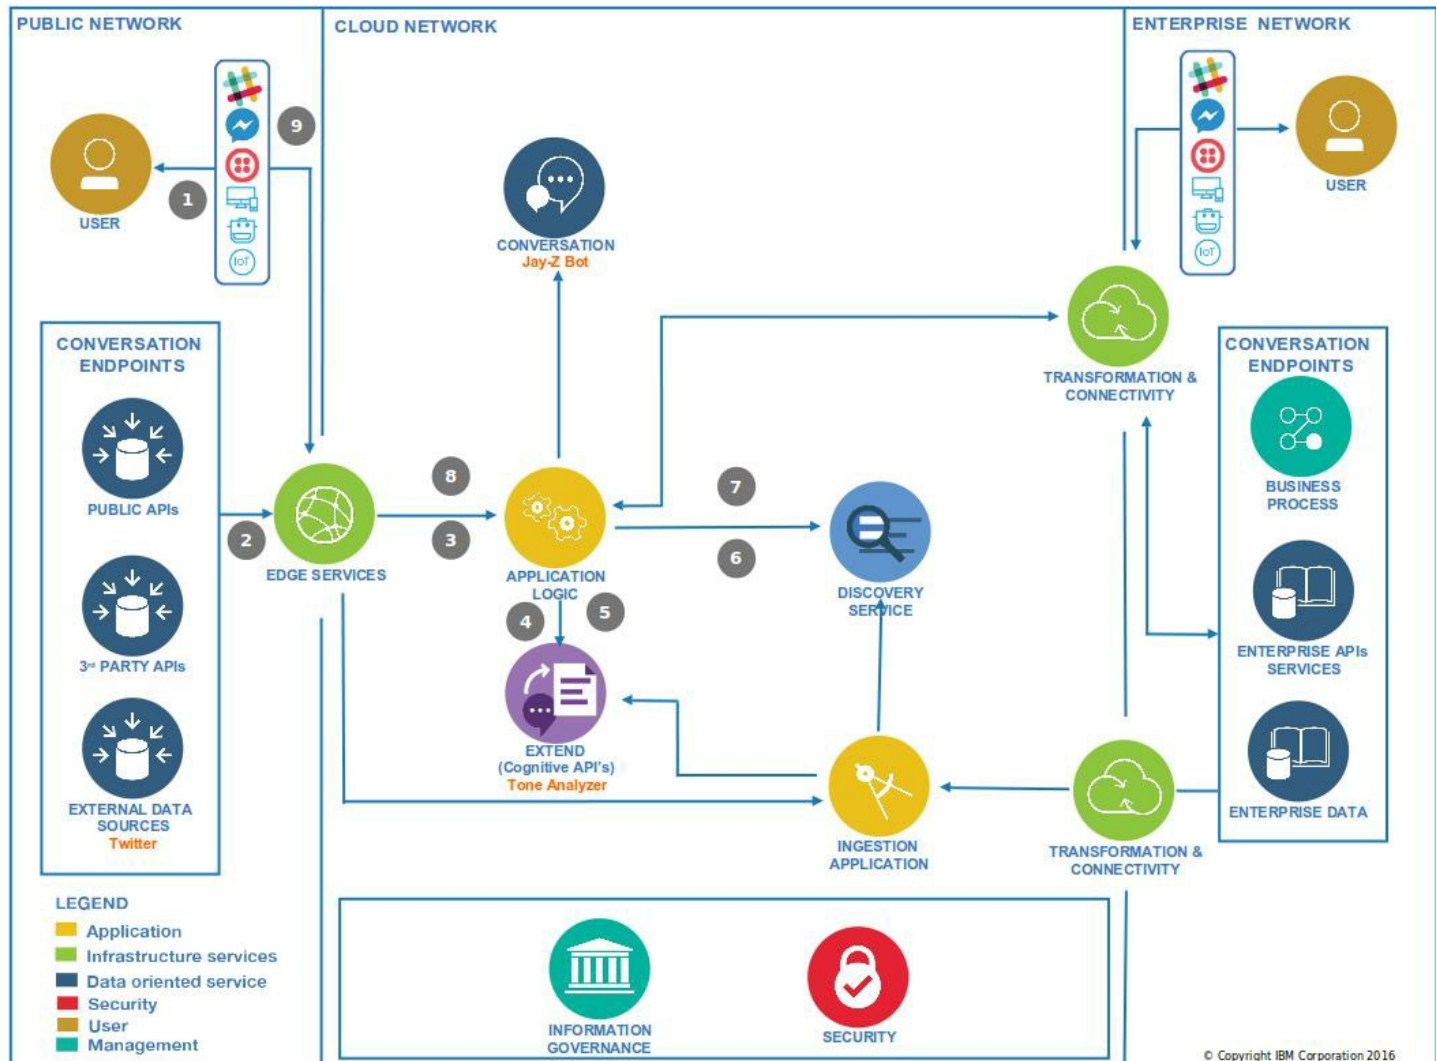 PUBLIC NETWORK
CLOUD NETWORK
ENTERPRISE NETWORK
9
1
USER
IoT
CONVERSATION
Jay-Z Bot
IoT
USER
CONVERSATION
ENDPOINTS
PUBLIC APIs
3rd PARTY APIs
EXTERNAL DATA
SOURCES
Twitter
2
EDGE SERVICES
8
3
APPLICATION
LOGIC
4
5
7
6
DISCOVERY
SERVICE
EXTEND
(Cognitive API's)
Tone Analyzer
INGESTION
APPLICATION
TRANSFORMATION &
CONNECTIVITY
TRANSFORMATION &
CONNECTIVITY
CONVERSATION
ENDPOINTS
BUSINESS
PROCESS
ENTERPRISE APIs
SERVICES
ENTERPRISE DATA
LEGEND
Application
Infrastructure services
Data oriented service
Security
User
Management
INFORMATION
GOVERNANCE
SECURITY
© Copyright IBM Corporation 2016